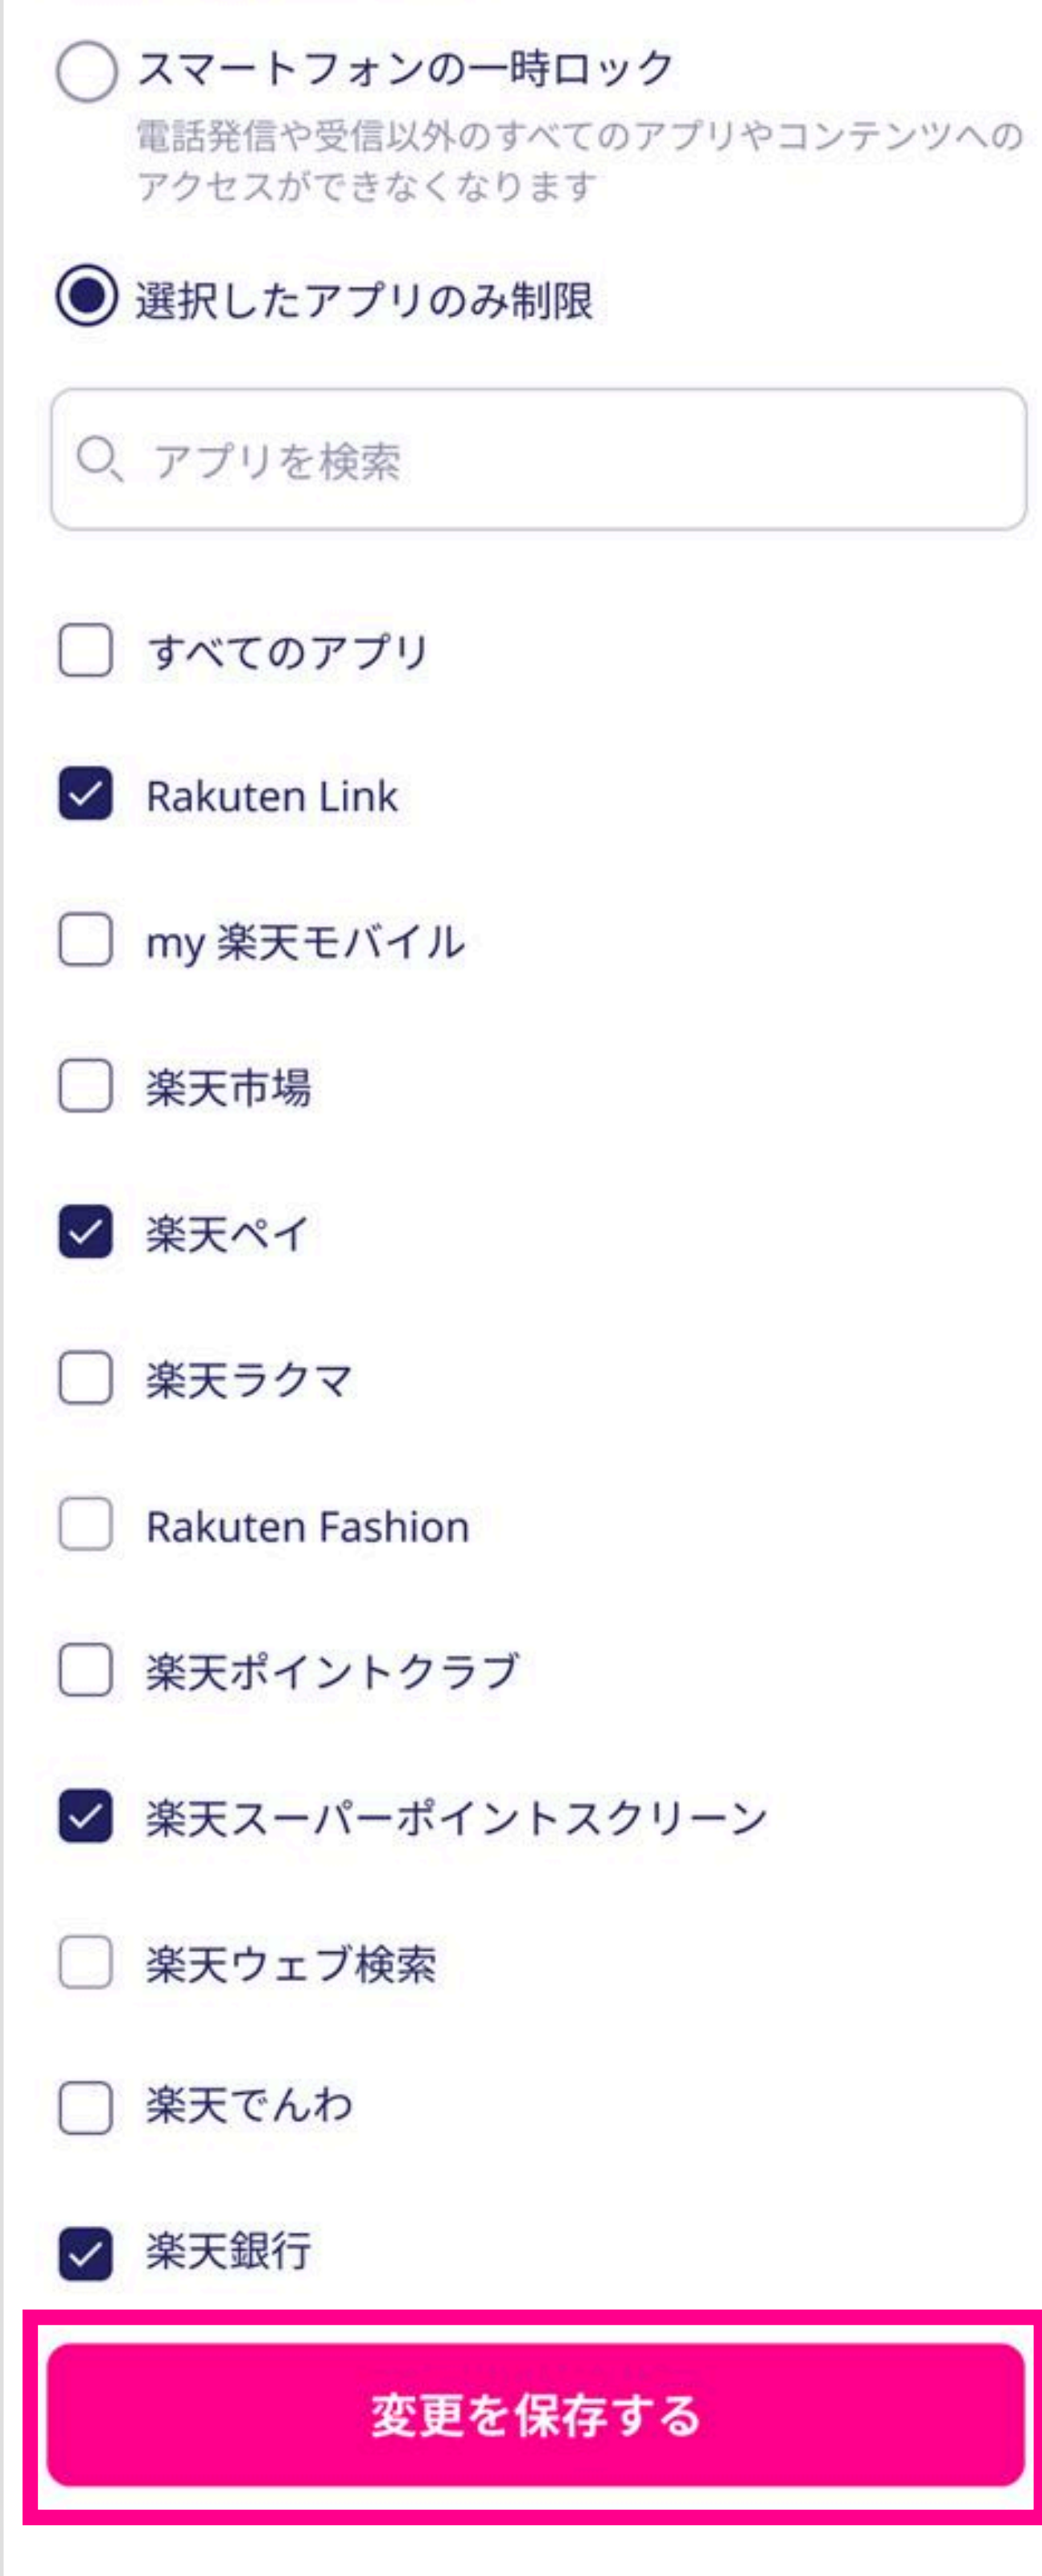 スマートフォンの一時ロック
電話発信や受信以外のすべてのアプリやコンテンツへの
アクセスができなくなります
選択したアプリのみ制限
アプリを検索
すべてのアプリ
Rakuten Link
my 楽天モバイル
楽天市場
楽天ペイ
楽天ラクマ
Rakuten Fashion
楽天ポイントクラブ
楽天スーパーポイントスクリーン
楽天ウェブ検索
楽天でんわ
楽天銀行
変更を保存する